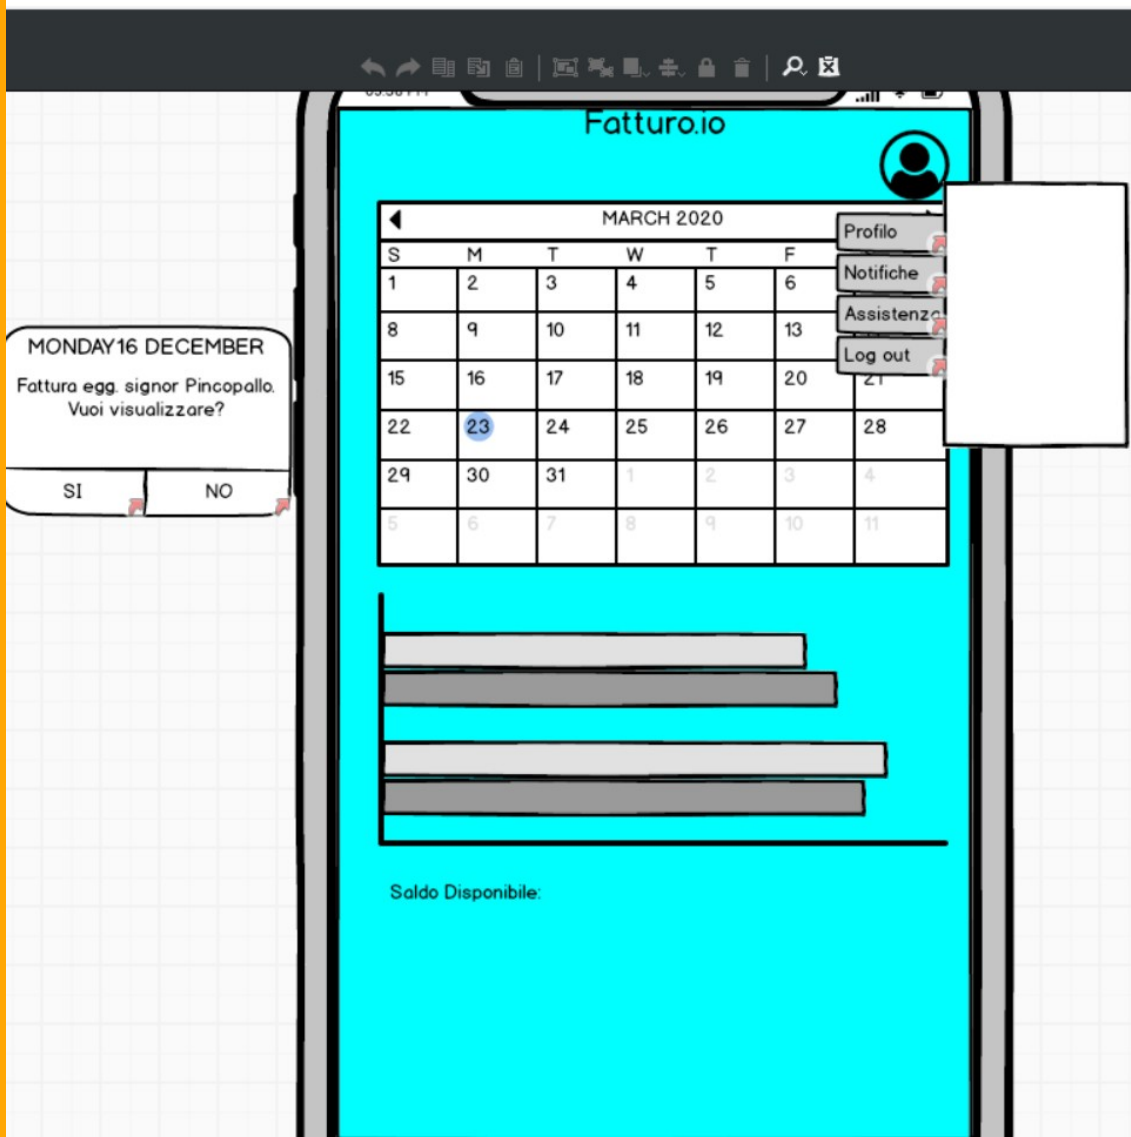 Fatturo.io
MARCH 2020
S M T W T F
1 2 3 4 5 6
8 9 10 11 12 13
15 16 17 18 19 20 21
22 23 24 25 26 27 28
29 30 31 1 2 3 4
5 6 7 8 9 10 11
Profilo
Notifiche
Assistenza
Log out
MONDAY16 DECEMBER
Fattura egg. signor Pincopallo.
Vuoi visualizzare?
SI NO
Saldo Disponibile: